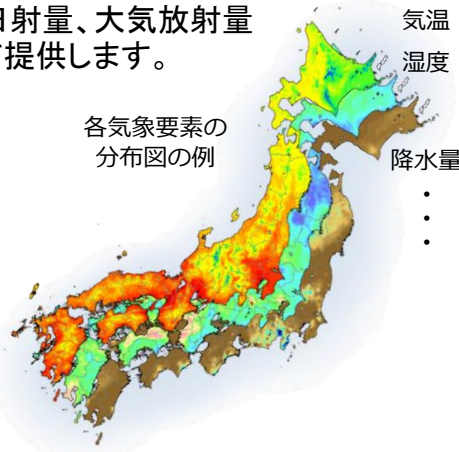 日射量、大気放射量
て提供します。
各気象要素の
分布図の例
気温
湿度
降水量
・
・
・